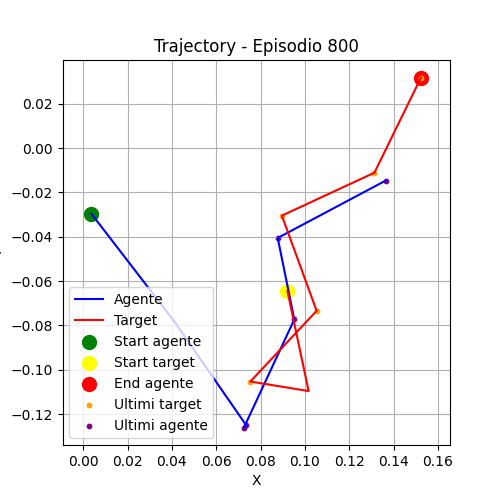 Trajectory - Episodio 800
0.02
0.00
−0.02
−0.04
−0.06
−0.08
−0.10
−0.12
Agente
Target
Start agente
Start target
End agente
Ultimi target
Ultimi agente
0.00 0.02 0.04 0.06 0.08 0.10 0.12 0.14 0.16
X